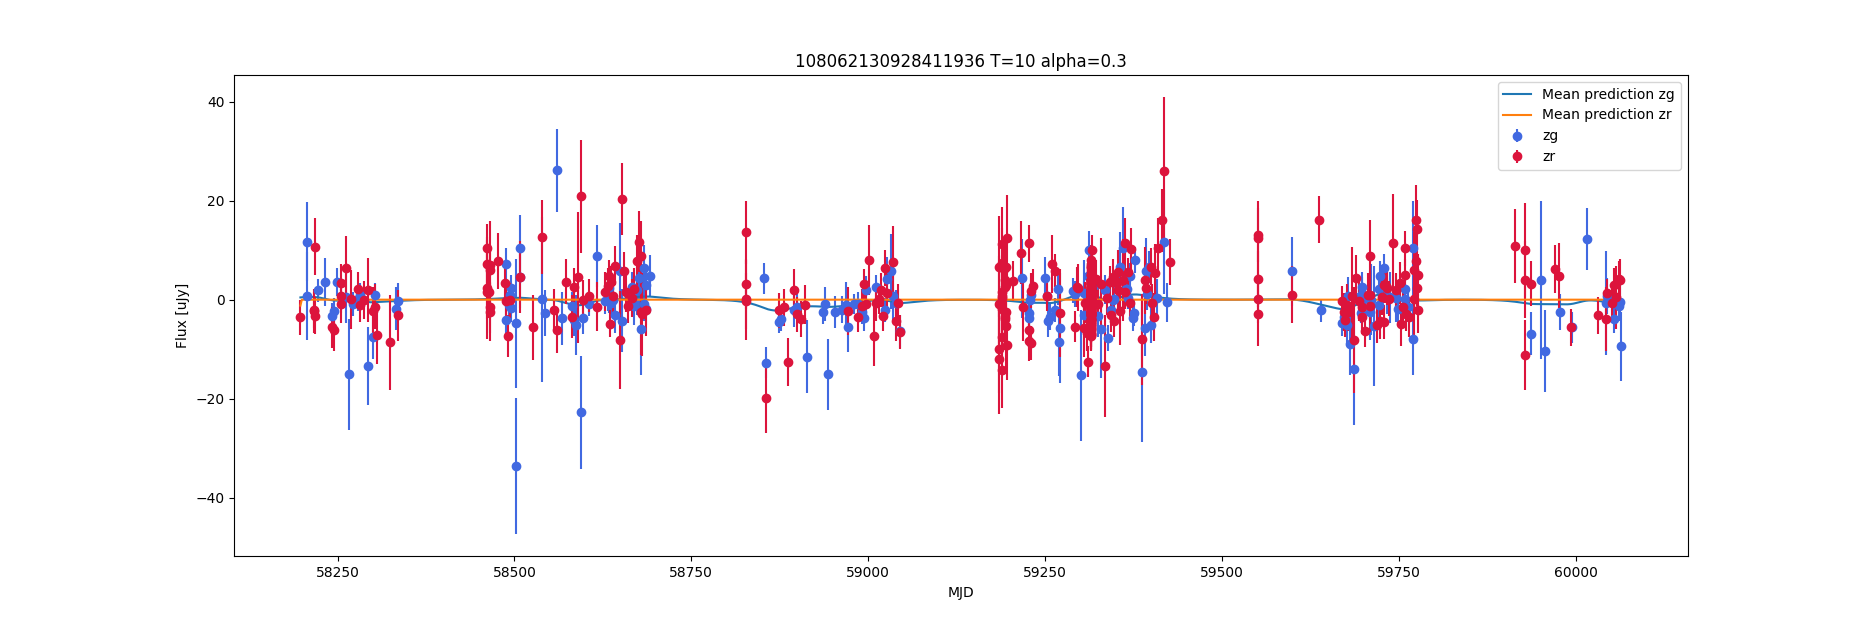 108062130928411936 T=10 alpha=0.3
Mean prediction zg
Mean prediction zr
zg
zr
40
20
0
−20
−40
Flux [uJy]
58250 58500 58750 59000 59250 59500 59750 60000
MJD